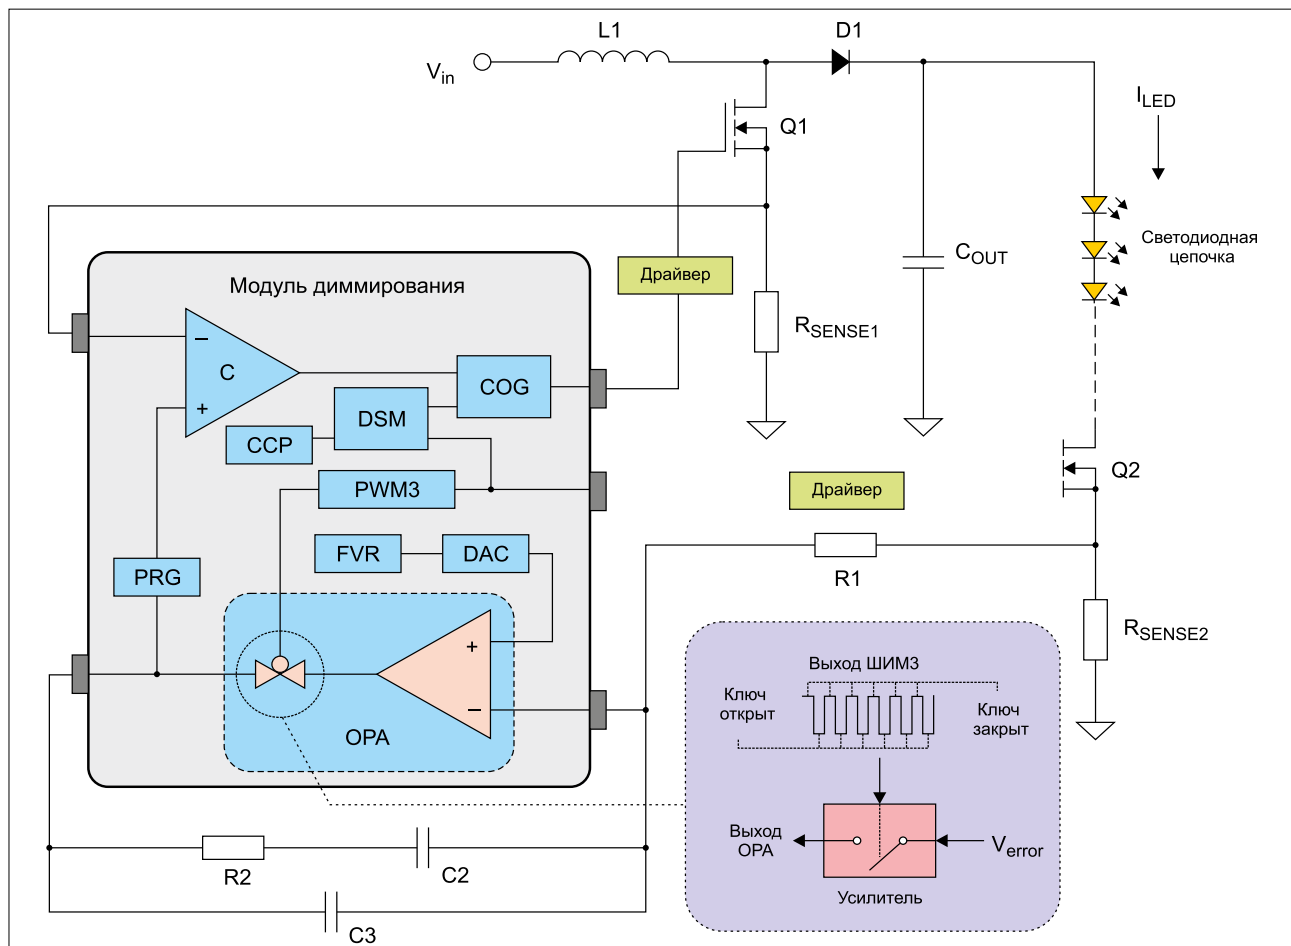 L1
D1
Vin
ILED
Q1
Светодиодная
цепочка
Драйвер
COUT
Модуль диммирования
RSENSE1
−
C
+
COG
DSM
CCP
Q2
PWM3
Драйвер
FVR
DAC
PRG
R1
+
RSENSE2
−
OPA
Выход ШИМ3
Ключ
открыт
Ключ
закрыт
Выход
OPA
Verror
Усилитель
R2
C2
C3